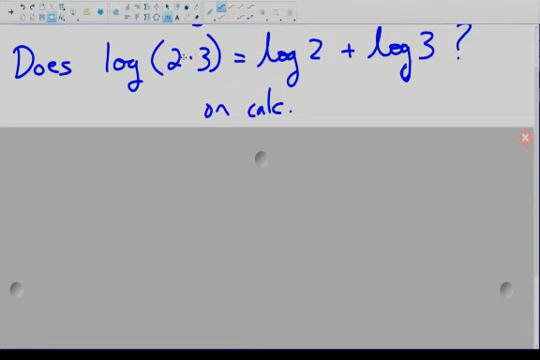 Does log(2·3) = log 2 + log 3 ?
on calc.